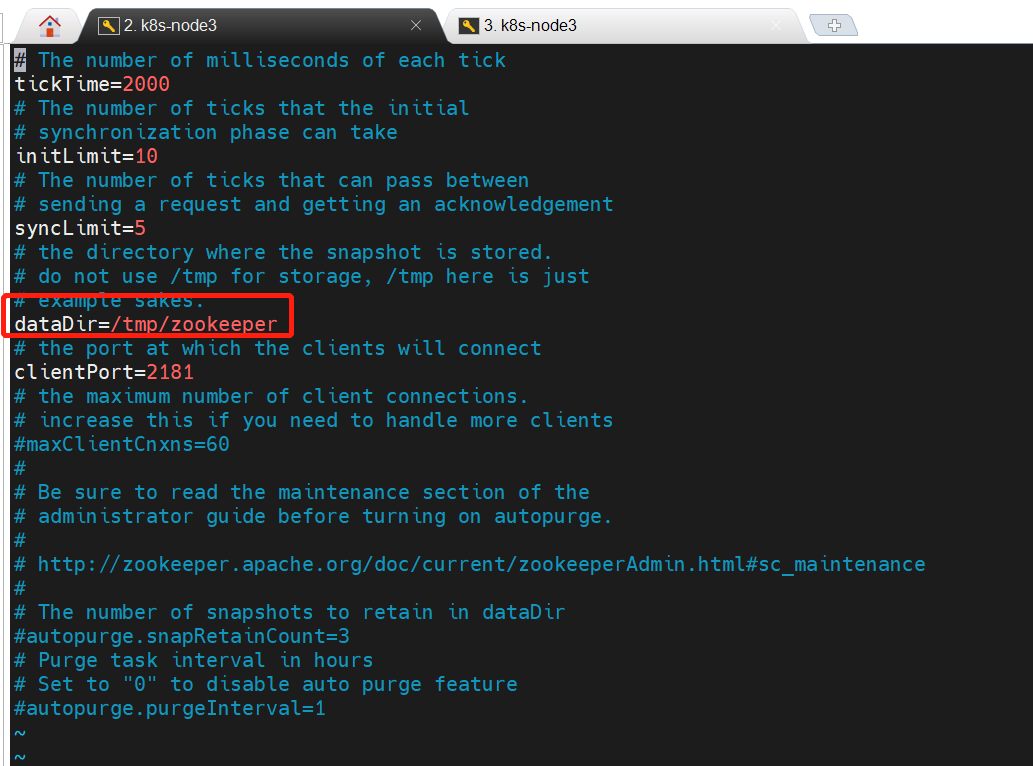 2. k8s-node3
3. k8s-node3
# The number of milliseconds of each tick
tickTime=2000
# The number of ticks that the initial
# synchronization phase can take
initLimit=10
# The number of ticks that can pass between
# sending a request and getting an acknowledgement
syncLimit=5
# the directory where the snapshot is stored.
# do not use /tmp for storage, /tmp here is just
# example sakes.
dataDir=/tmp/zookeeper
# the port at which the clients will connect
clientPort=2181
# the maximum number of client connections.
# increase this if you need to handle more clients
#maxClientCnxns=60
#
# Be sure to read the maintenance section of the
# administrator guide before turning on autopurge.
#
# http://zookeeper.apache.org/doc/current/zookeeperAdmin.html#sc_maintenance
#
# The number of snapshots to retain in dataDir
#autopurge.snapRetainCount=3
# Purge task interval in hours
# Set to "0" to disable auto purge feature
#autopurge.purgeInterval=1
~
~